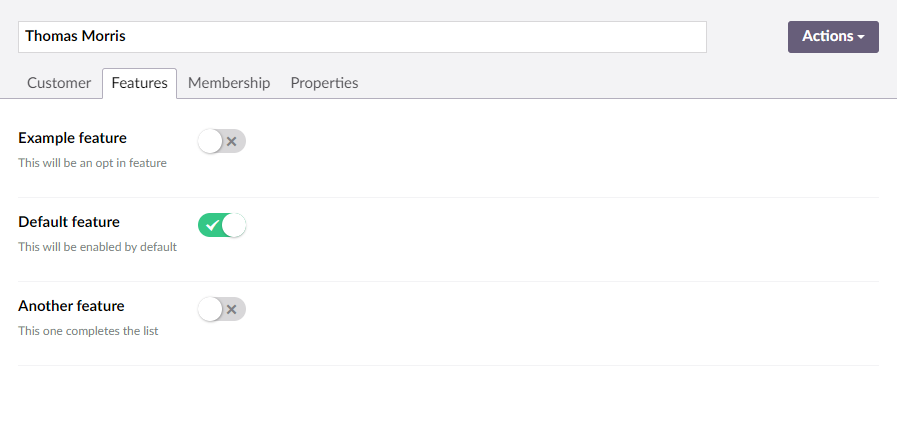 Thomas Morris
Actions
Customer Features Membership Properties
Example feature
This will be an opt in feature
Default feature
This will be enabled by default
Another feature
This one completes the list